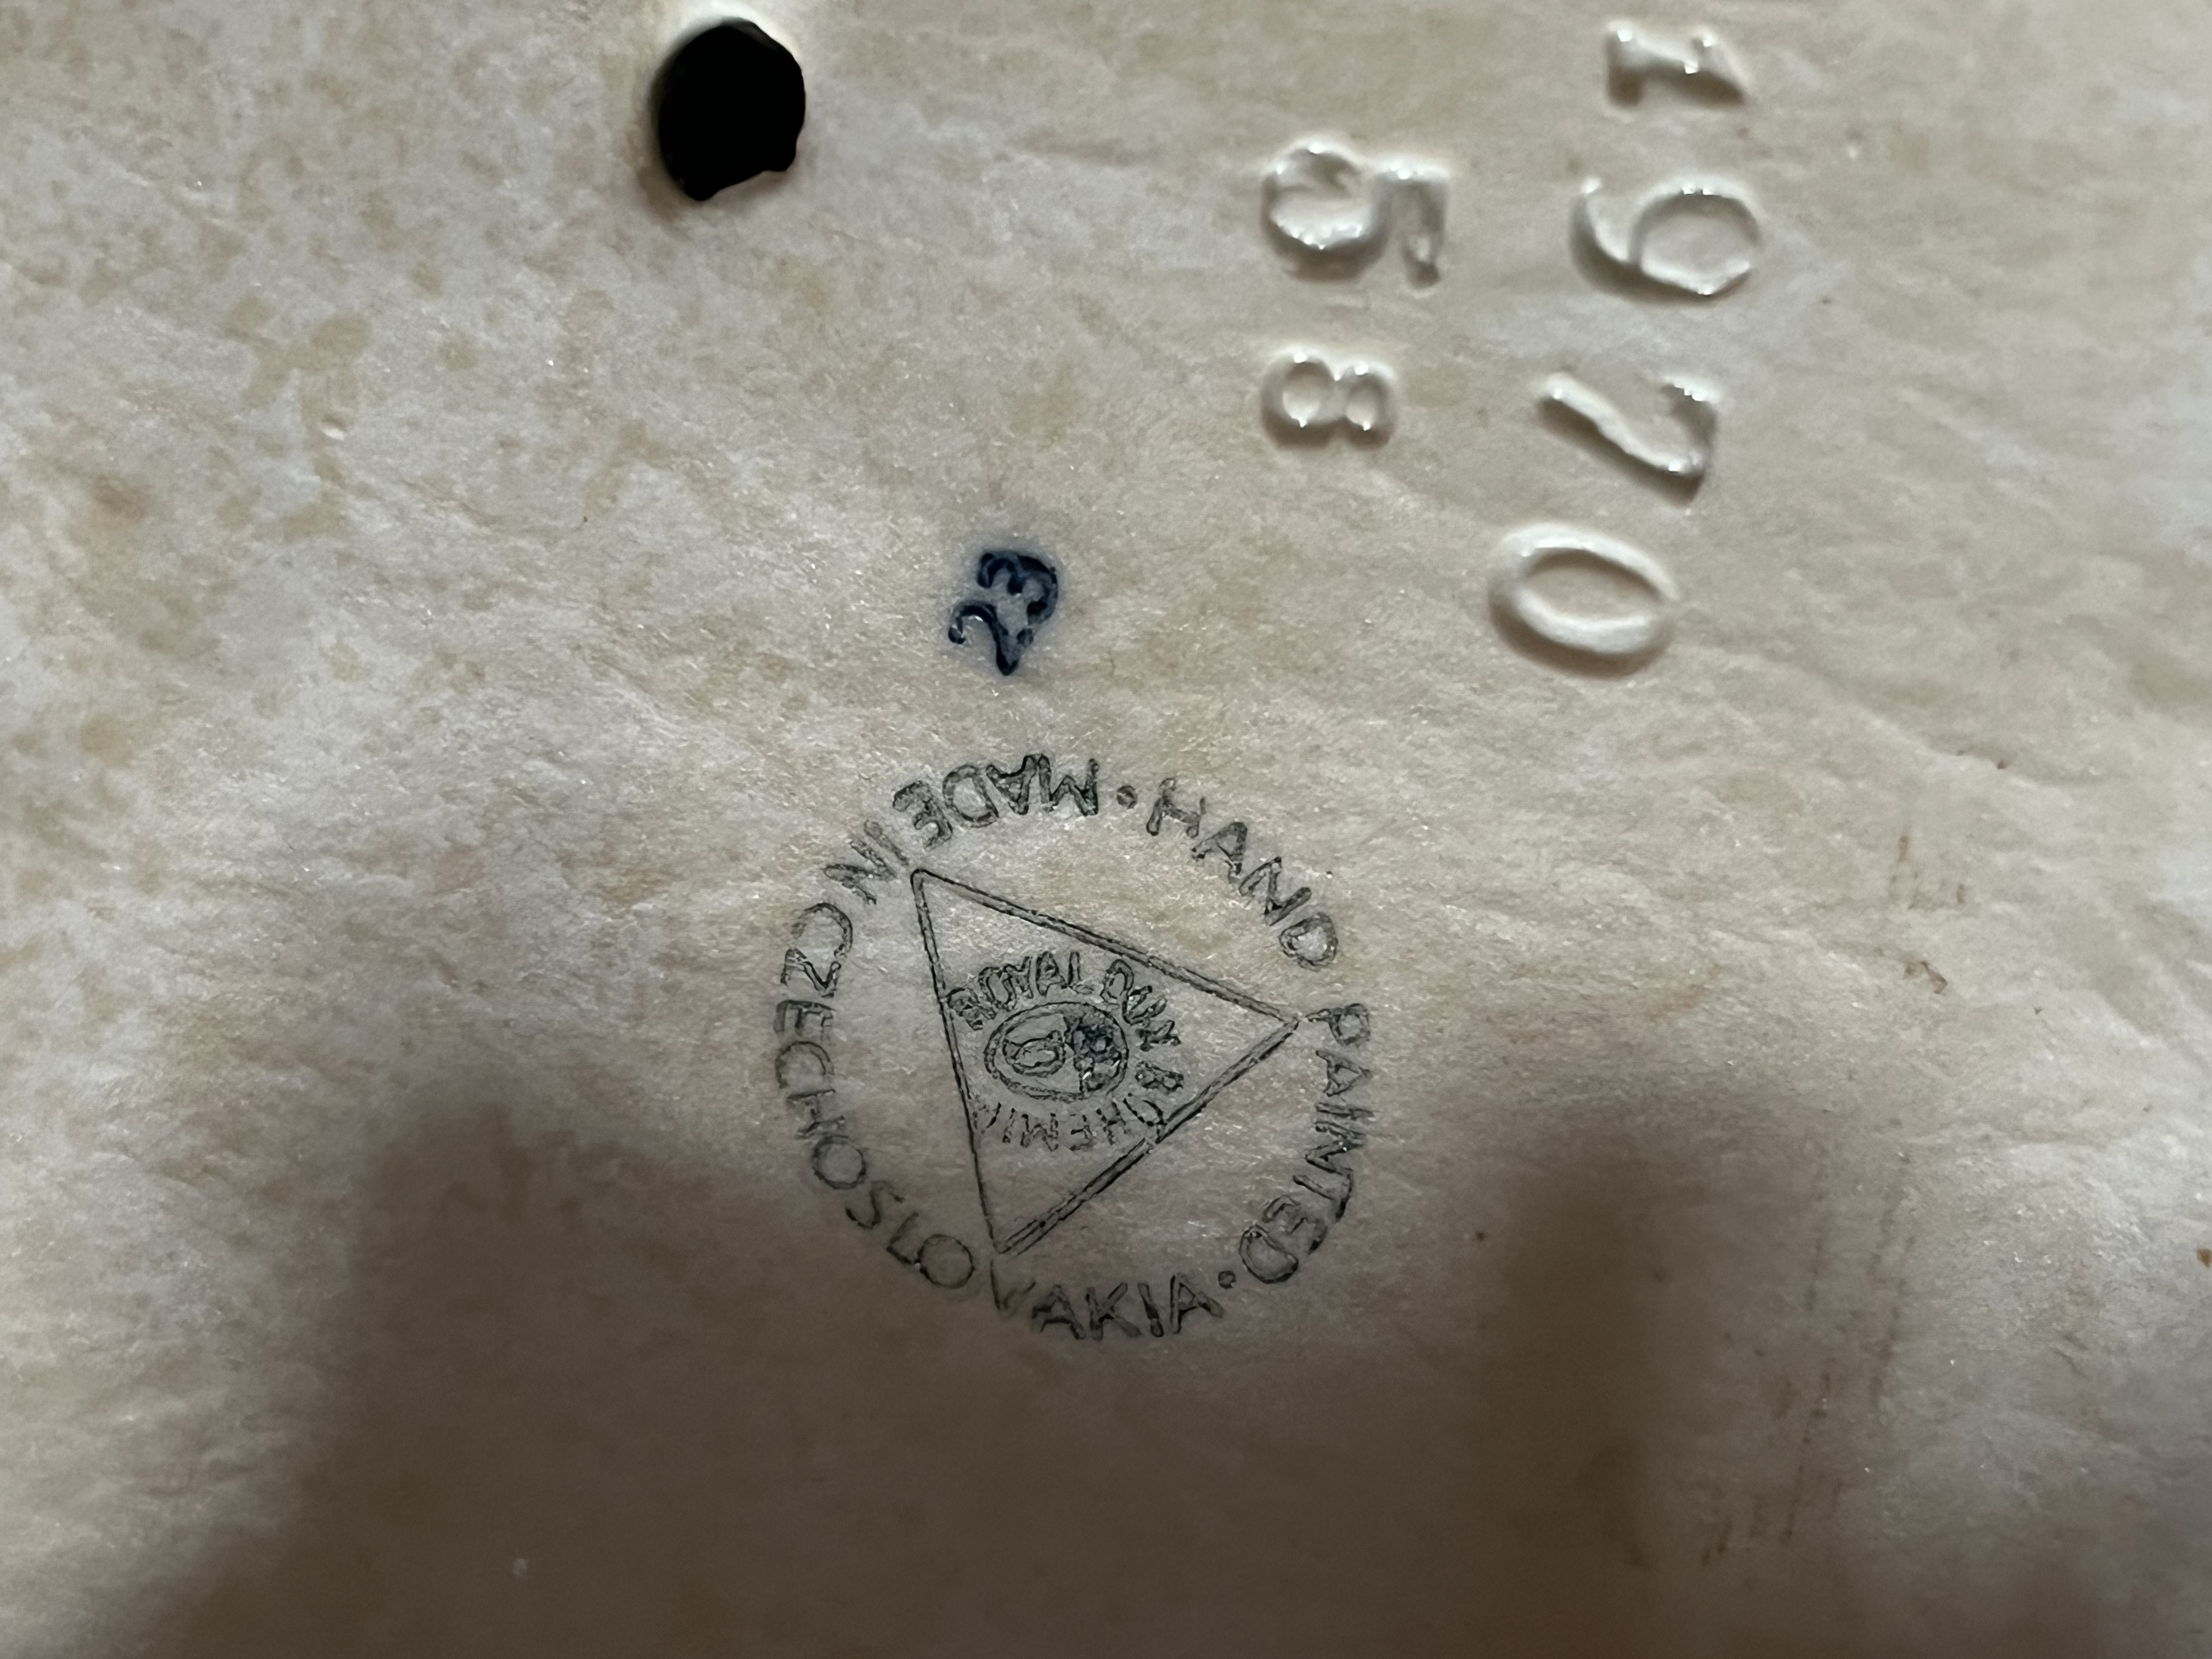 1970
58
23
HAND PAINTED · MADE IN CZECHOSLOVAKIA ·
ROYAL DUX BOHEMIA